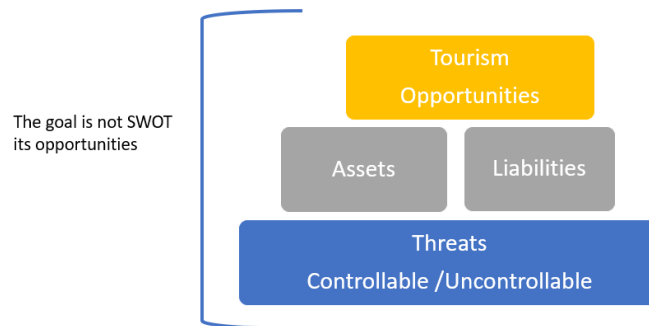 The goal is not SWOT
its opportunities
Tourism
Opportunities
Assets
Liabilities
Threats
Controllable /Uncontrollable